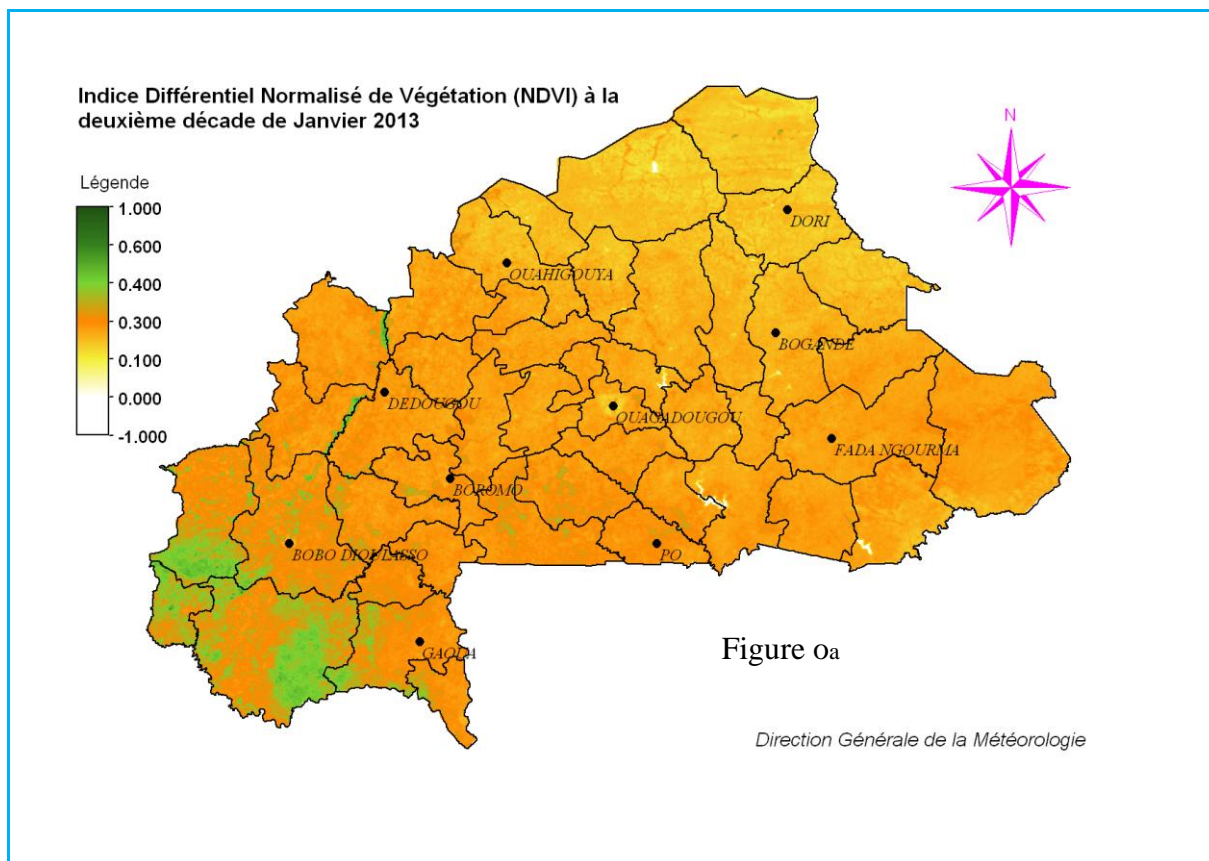 Indice Différentiel Normalisé de Végétation (NDVI) à la
deuxième décade de Janvier 2013
N
Légende
1.000
0.600
0.400
0.300
0.100
0.000
-1.000
DORI
OUAHIGOUYA
BOGANDE
DEDOUGOU
OUAGADOUGOU
FADA NGOURMA
BOROMO
BOBO DIOULASSO
PO
GAOUA
Figure oa
Direction Générale de la Météorologie